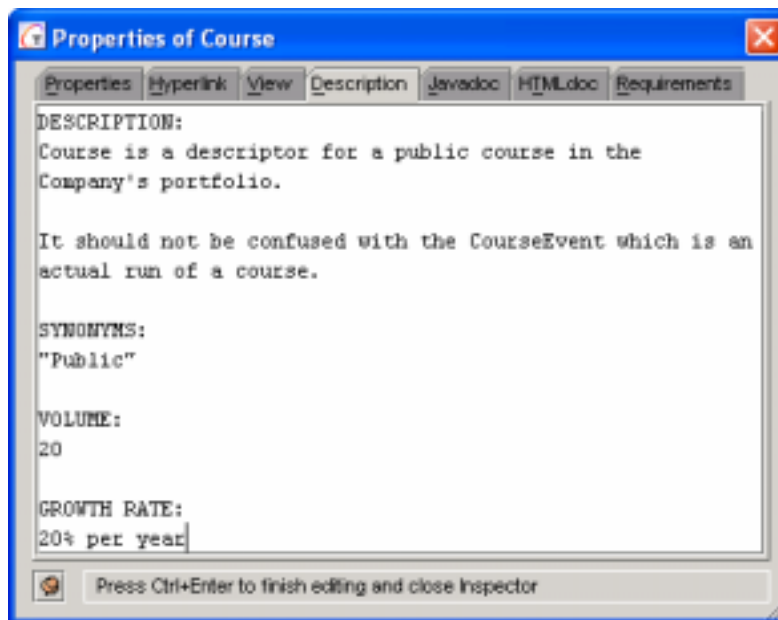 Properties of Course
Properties Hyperlink View Description Javadoc HTMLdoc Requirements
DESCRIPTION:
Course is a descriptor for a public course in the
Company's portfolio.
It should not be confused with the CourseEvent which is an
actual run of a course.
SYNONYMS:
"Public"
VOLUME:
20
GROWTH RATE:
20% per year
Press Ctrl+Enter to finish editing and close Inspector